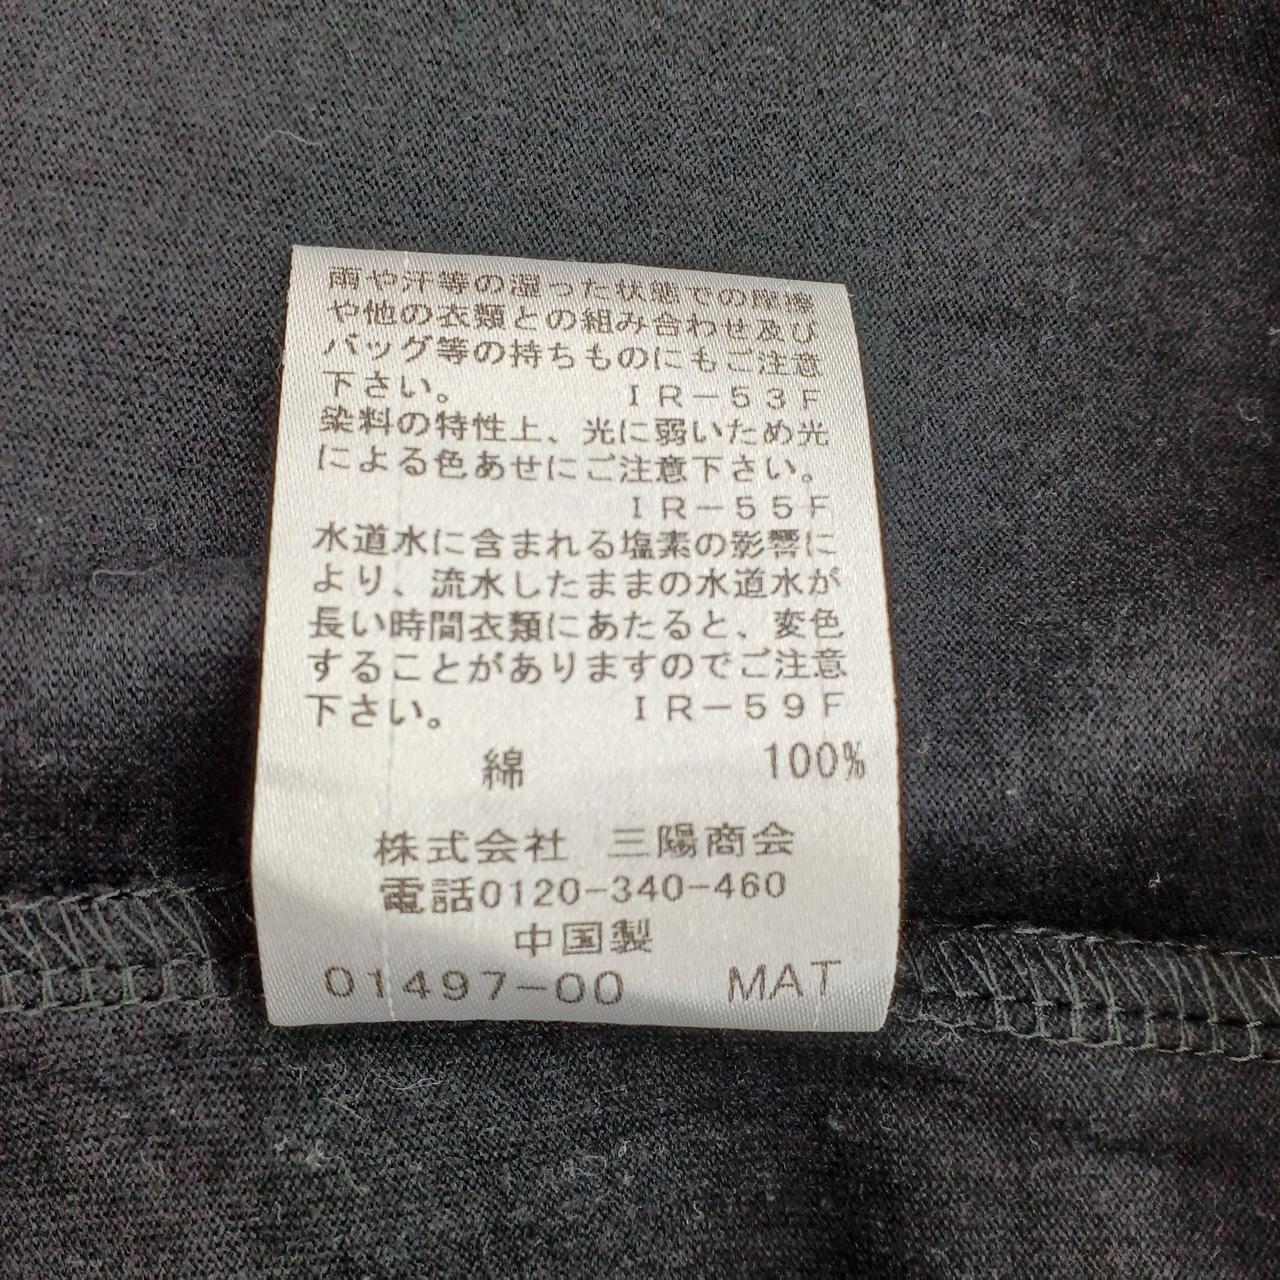 雨や汗等の湿った状態での摩擦
や他の衣類との組み合わせ及び
バッグ等の持ちものにもご注意
下さい。 IR-53F
染料の特性上、光に弱いため光
による色あせにご注意下さい。
IR-55F
水道水に含まれる塩素の影響に
より、流水したままの水道水が
長い時間衣類にあたると、変色
することがありますのでご注意
下さい。 IR-59F
綿 100%
株式会社 三陽商会
電話0120-340-460
中国製
01497-00 MAT